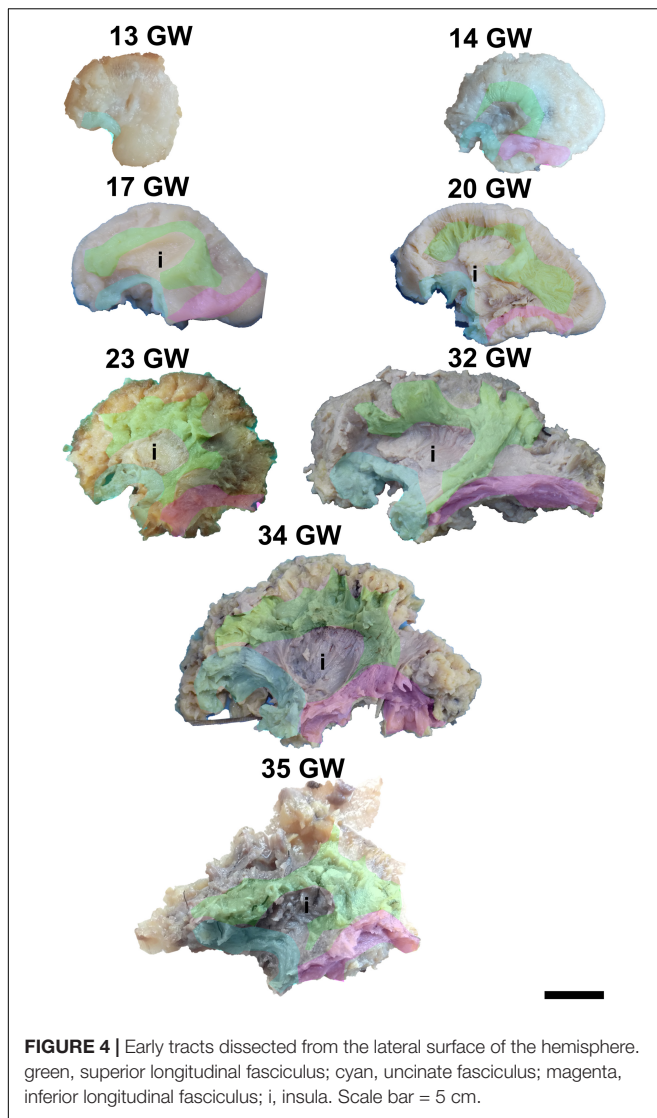 13 GW
14 GW
17 GW
i
20 GW
i
23 GW
i
32 GW
i
34 GW
i
35 GW
i
FIGURE 4 | Early tracts dissected from the lateral surface of the hemisphere.
green, superior longitudinal fasciculus; cyan, uncinate fasciculus; magenta,
inferior longitudinal fasciculus; i, insula. Scale bar = 5 cm.